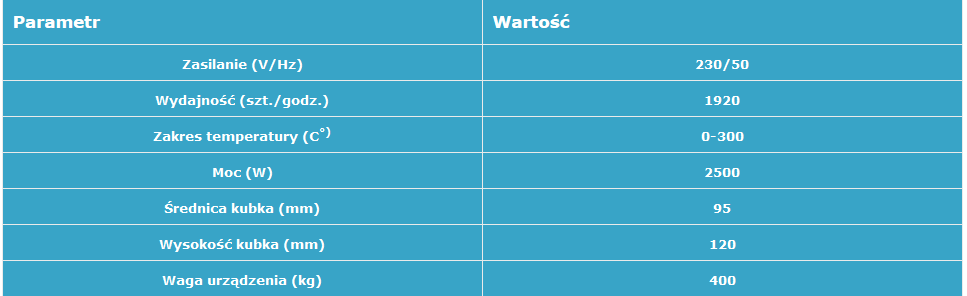 Parametr Wartość
Zasilanie (V/Hz) 230/50
Wydajność (szt./godz.) 1920
Zakres temperatury (C°) 0-300
Moc (W) 2500
Średnica kubka (mm) 95
Wysokość kubka (mm) 120
Waga urządzenia (kg) 400